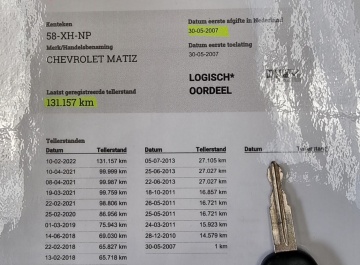 Kenteken
58-XH-NP
Merk/Handelsbenaming
CHEVROLET MATIZ
Laatst geregistreerde tellerstand
131.157 km
Datum eerste afgifte in Nederland
30-05-2007
Datum eerste toelating
30-05-2007
LOGISCH*
OORDEEL
Tellerstanden
Datum Tellerstand Datum Tellerstand Datum
10-02-2022 131.157 km 05-07-2013 27.105 km
10-04-2021 99.999 km 25-06-2013 27.027 km
08-04-2021 99.987 km 22-06-2013 27.027 km
19-03-2021 99.759 km 18-10-2011 16.857 km
22-02-2021 98.806 km 26-05-2011 16.721 km
25-02-2020 86.956 km 25-05-2011 16.721 km
01-03-2019 75.943 km 24-03-2011 15.923 km
14-06-2018 69.030 km 28-12-2010 14.579 km
22-02-2018 65.827 km 30-05-2007 1 km
13-02-2018 65.718 km